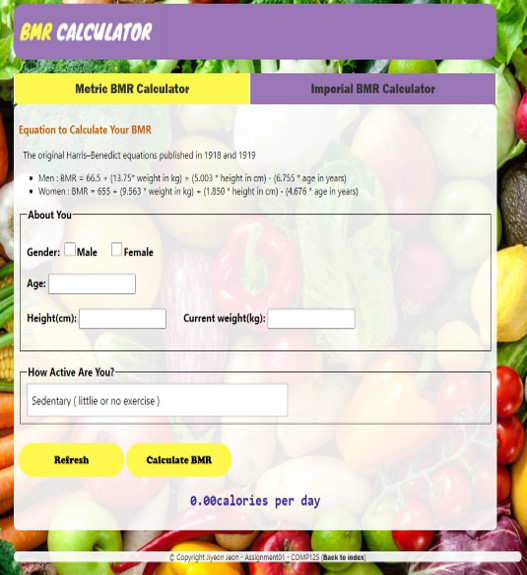 BMR CALCULATOR
Metric BMR Calculator
Imperial BMR Calculator
Equation to Calculate Your BMR
The original Harris–Benedict equations published in 1918 and 1919
• Men : BMR = 66.5 + (13.75* weight in kg) + (5.003 * height in cm) - (6.755 * age in years)
• Women : BMR = 655 + (9.563 * weight in kg) + (1.850 * height in cm) - (4.676 * age in years)
About You
Gender: Male Female
Age:
Height(cm): Current weight(kg):
How Active Are You?
Sedentary ( littlie or no exercise )
Refresh Calculate BMR
0.00calories per day
© Copyright Jiyeon Jeon - Assignment01 - COMP125 (Back to index)